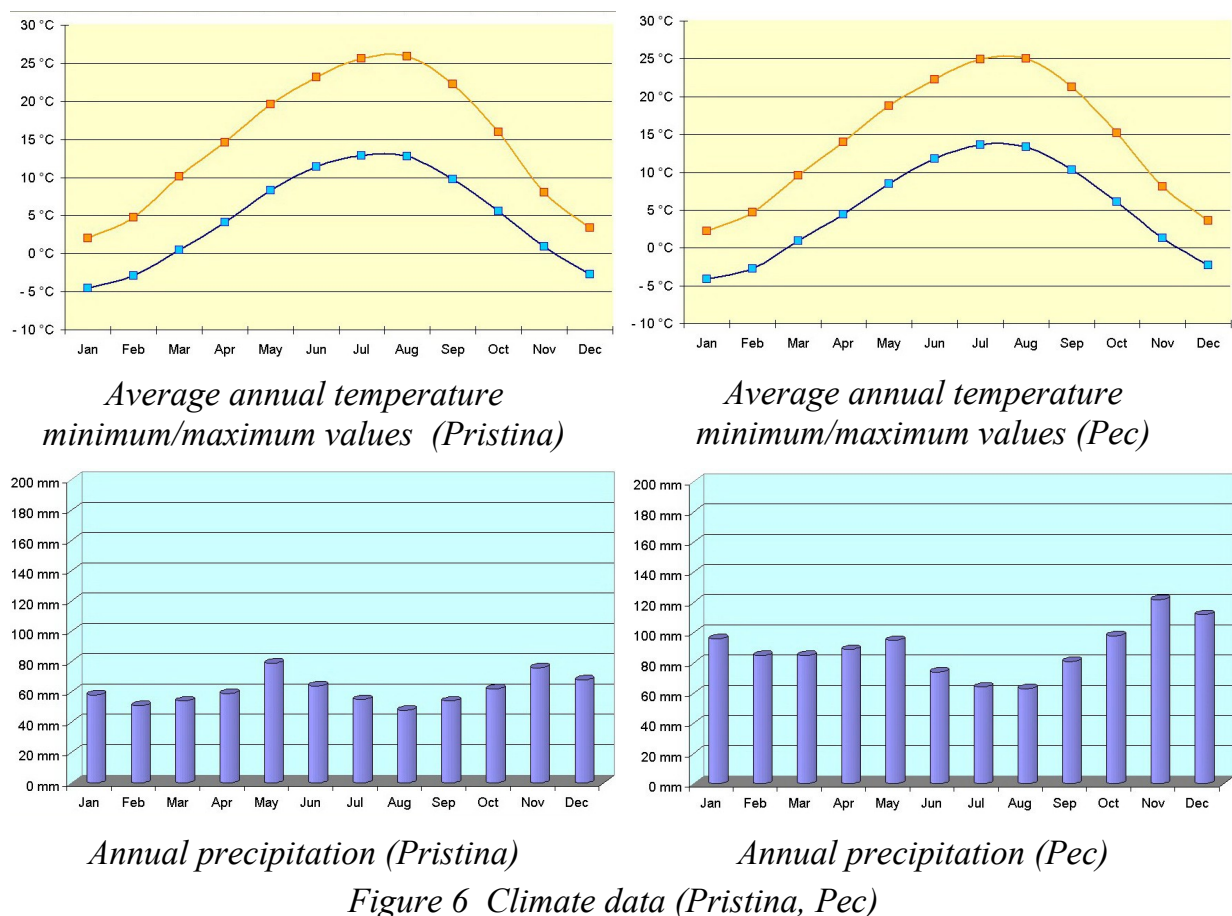 30 °C
25 °C
20 °C
15 °C
10 °C
5 °C
0 °C
- 5 °C
- 10 °C
Jan Feb Mar Apr May Jun Jul Aug Sep Oct Nov Dec
Average annual temperature
minimum/maximum values (Pristina)
30 °C
25 °C
20 °C
15 °C
10 °C
5 °C
0 °C
- 5 °C
- 10 °C
Jan Feb Mar Apr May Jun Jul Aug Sep Oct Nov Dec
Average annual temperature
minimum/maximum values (Pec)
200 mm
180 mm
160 mm
140 mm
120 mm
100 mm
80 mm
60 mm
40 mm
20 mm
0 mm
Jan Feb Mar Apr May Jun Jul Aug Sep Oct Nov Dec
Annual precipitation (Pristina)
200 mm
180 mm
160 mm
140 mm
120 mm
100 mm
80 mm
60 mm
40 mm
20 mm
0 mm
Jan Feb Mar Apr May Jun Jul Aug Sep Oct Nov Dec
Annual precipitation (Pec)
Figure 6 Climate data (Pristina, Pec)